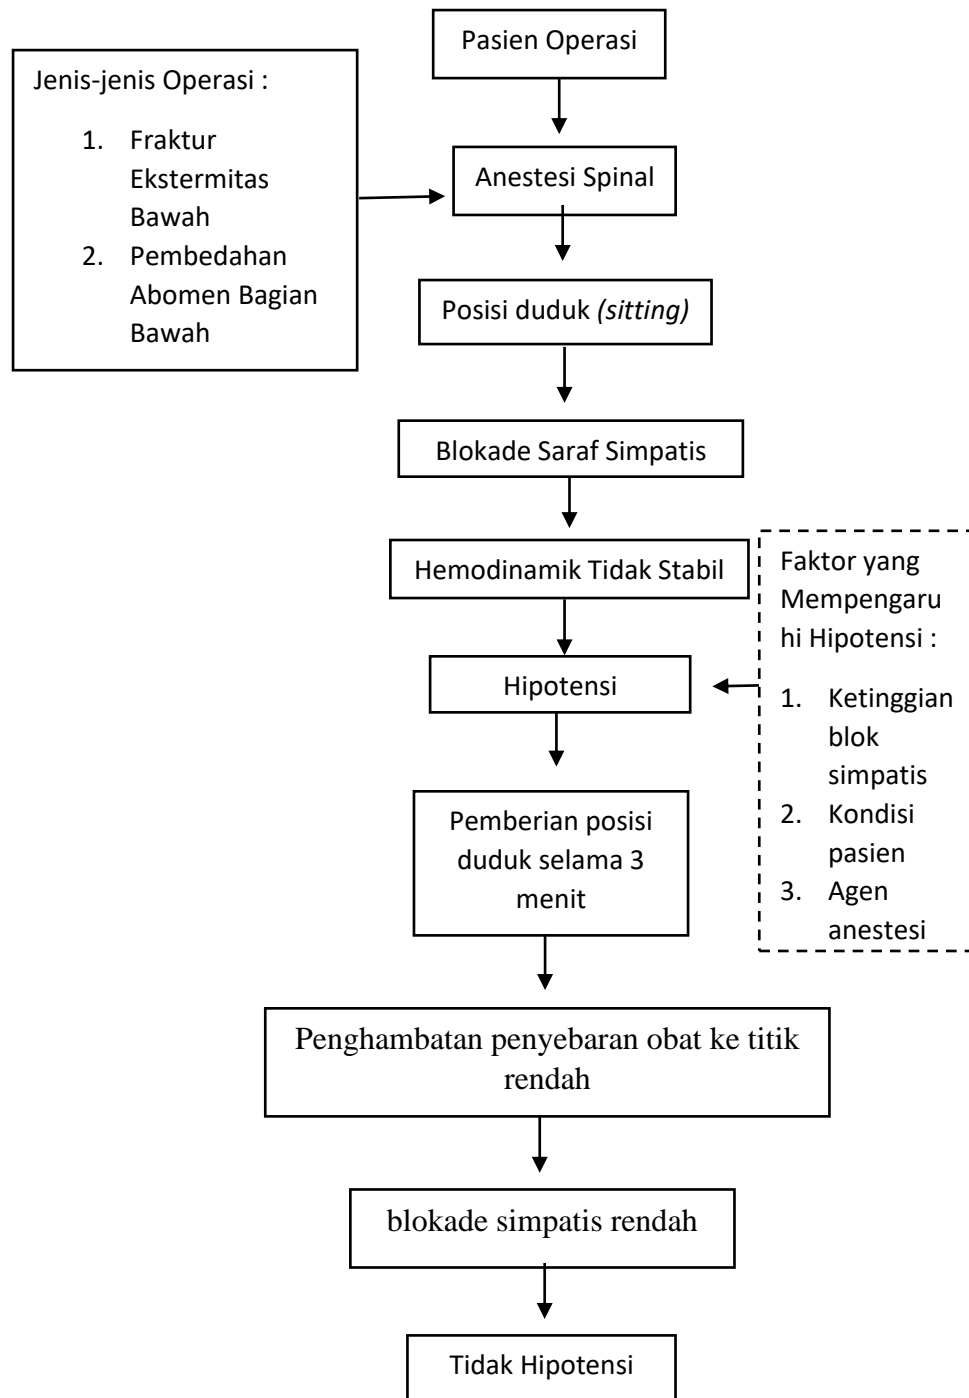 Pasien Operasi
Jenis-jenis Operasi :
1. Fraktur
Ekstermitas
Bawah
2. Pembedahan
Abomen Bagian
Bawah
Anestesi Spinal
Posisi duduk (sitting)
Blokade Saraf Simpatis
Hemodinamik Tidak Stabil
Faktor yang
Mempengaru
hi Hipotensi :
1. Ketinggian
blok
simpatis
2. Kondisi
pasien
3. Agen
anestesi
Hipotensi
Pemberian posisi
duduk selama 3
menit
Penghambatan penyebaran obat ke titik
rendah
blokade simpatis rendah
Tidak Hipotensi